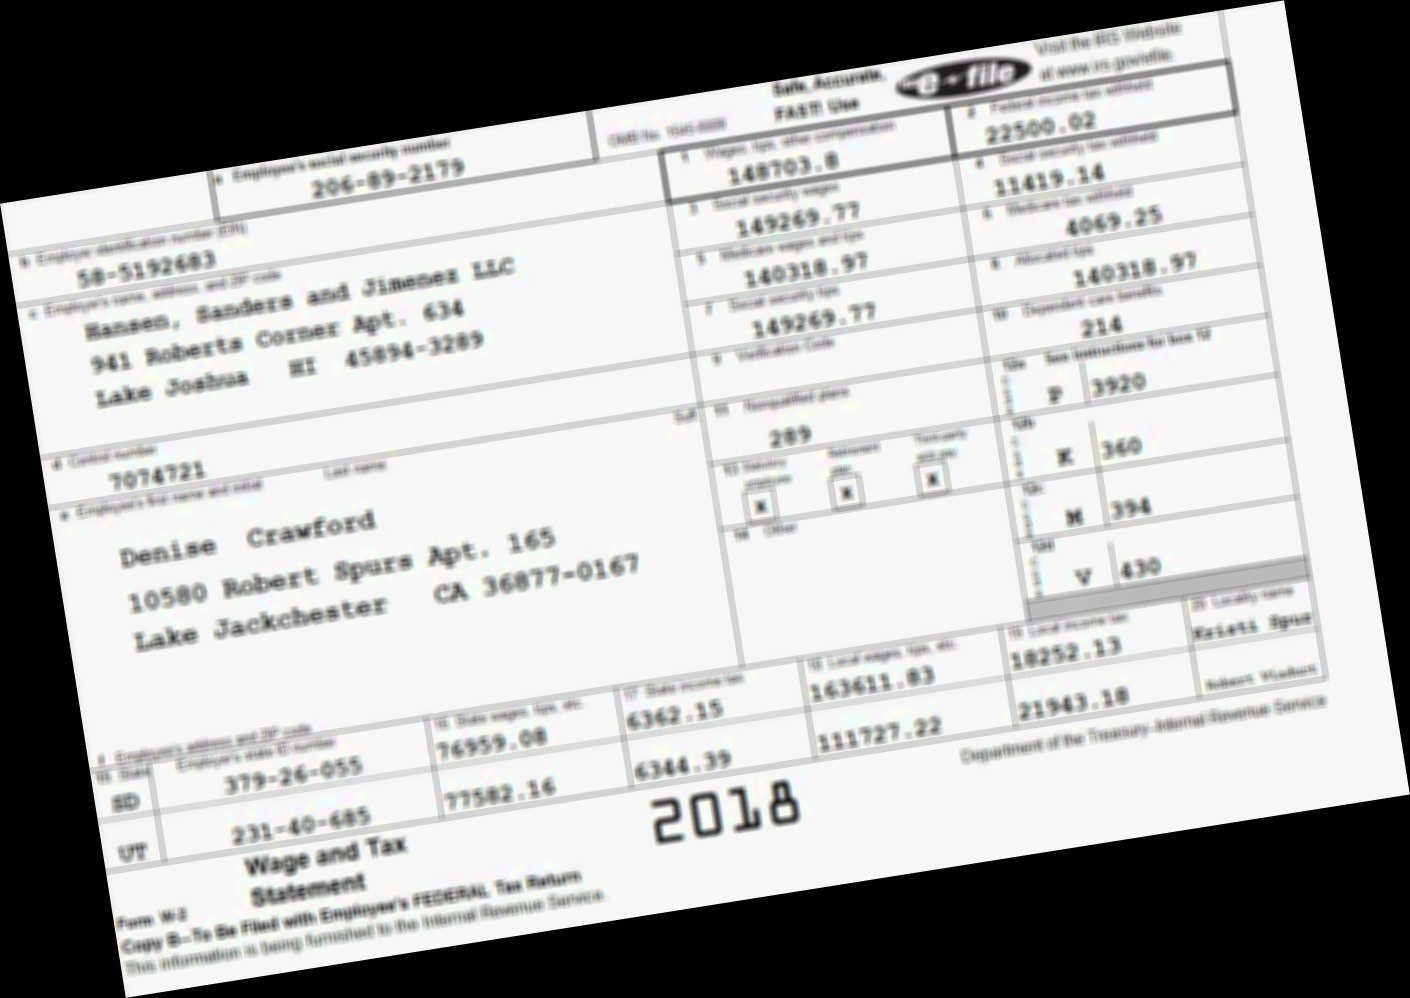 Visit the IRS Website
Safe, Accurate,
FAST! Use
e-file
at www.irs.gov/efile
a Employee's social security number
206-89-2179
OMB No. 1545-0008
1 Wages, tips, other compensation
148703.8
2 Federal income tax withheld
22500.02
b Employer identification number (EIN)
58-5192683
3 Social security wages
149269.77
4 Social security tax withheld
11419.14
c Employer's name, address, and ZIP code
Hansen, Sanders and Jimenez LLC
941 Roberts Corner Apt. 634
Lake Joshua HI 45894-3289
5 Medicare wages and tips
140318.97
6 Medicare tax withheld
4069.25
7 Social security tips
149269.77
8 Allocated tips
140318.97
d Control number
7074721
9 Verification Code
10 Dependent care benefits
214
e Employee's first name and initial
Last name
Suff.
11 Nonqualified plans
289
12a See instructions for box 12
P 3920
13 Statutory employee
Retirement plan
Third-party sick pay
X X X
12b
K 360
Denise Crawford
10580 Robert Spurs Apt. 165
Lake Jackchester CA 36877-0167
14 Other
12c
M 394
12d
V 430
f Employee's address and ZIP code
15 State Employer's state ID number
16 State wages, tips, etc.
17 State income tax
18 Local wages, tips, etc.
19 Local income tax
20 Locality name
SD 379-26-055 76959.08 6362.15 163611.83 18252.13 Kristi Spur
UT 231-40-685 77582.16 6344.39 111727.22 21943.18 Robert
Form W-2
Wage and Tax
Statement
2018
Department of the Treasury-Internal Revenue Service
Copy B-To Be Filed with Employee's FEDERAL Tax Return
This information is being furnished to the Internal Revenue Service.